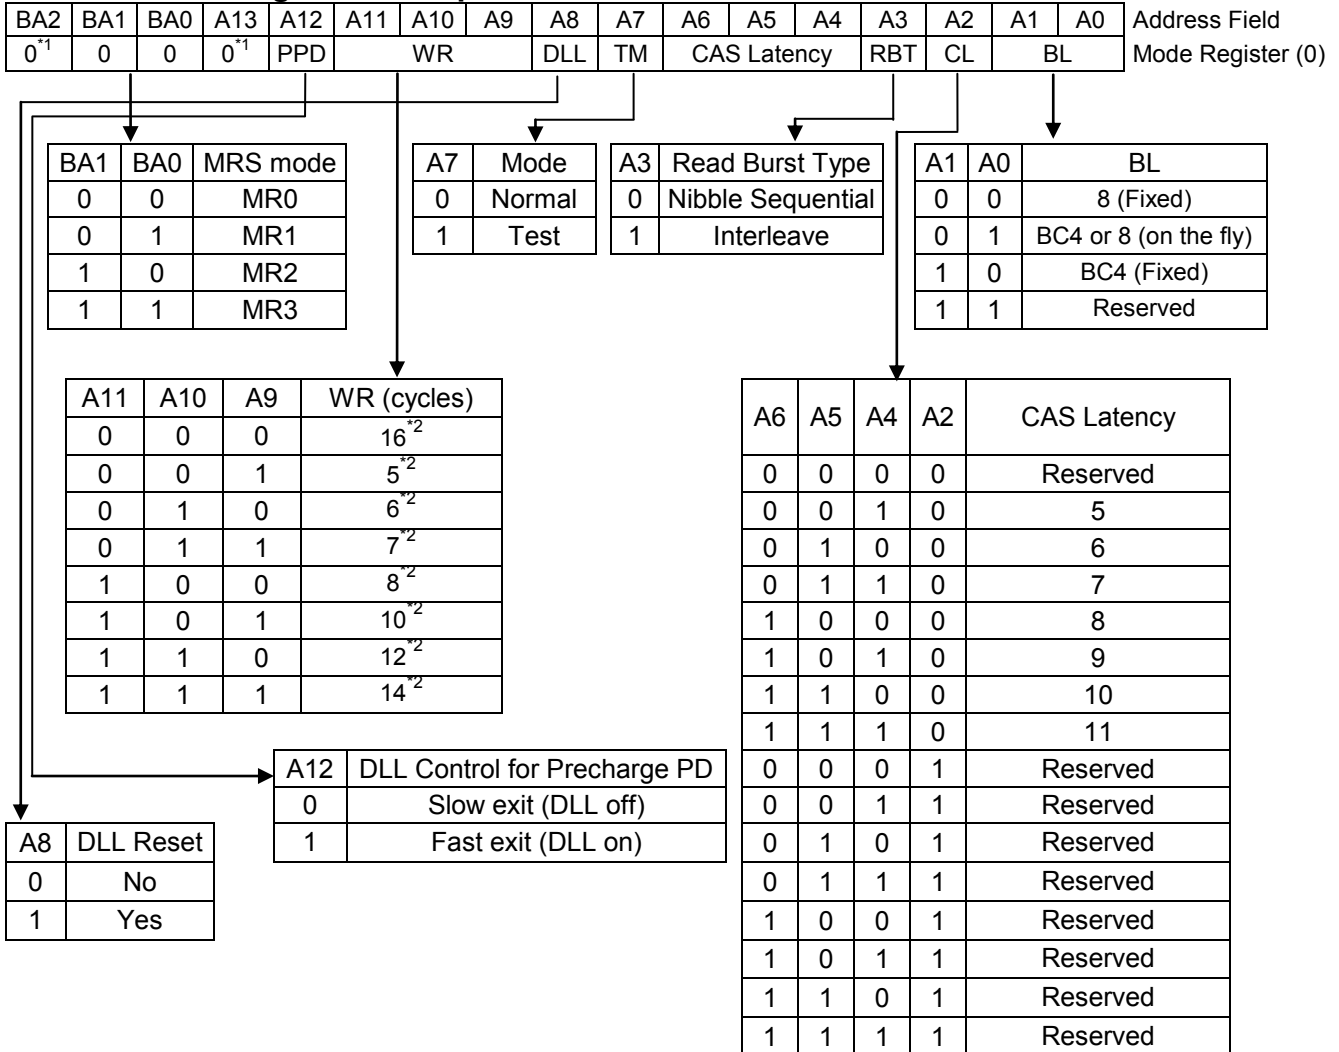 BA2 BA1 BA0 A13 A12 A11 A10 A9 A8 A7 A6 A5 A4 A3 A2 A1 A0 Address Field
0*1 0 0 0*1 PPD WR DLL TM CAS Latency RBT CL BL Mode Register (0)
BA1 BA0 MRS mode
0 0 MR0
0 1 MR1
1 0 MR2
1 1 MR3
A7 Mode
0 Normal
1 Test
A3 Read Burst Type
0 Nibble Sequential
1 Interleave
A1 A0 BL
0 0 8 (Fixed)
0 1 BC4 or 8 (on the fly)
1 0 BC4 (Fixed)
1 1 Reserved
A11 A10 A9 WR (cycles)
0 0 0 16*2
0 0 1 5*2
0 1 0 6*2
0 1 1 7*2
1 0 0 8*2
1 0 1 10*2
1 1 0 12*2
1 1 1 14*2
A6 A5 A4 A2 CAS Latency
0 0 0 0 Reserved
0 0 1 0 5
0 1 0 0 6
0 1 1 0 7
1 0 0 0 8
1 0 1 0 9
1 1 0 0 10
1 1 1 0 11
0 0 0 1 Reserved
0 0 1 1 Reserved
0 1 0 1 Reserved
0 1 1 1 Reserved
1 0 0 1 Reserved
1 0 1 1 Reserved
1 1 0 1 Reserved
1 1 1 1 Reserved
A12 DLL Control for Precharge PD
0 Slow exit (DLL off)
1 Fast exit (DLL on)
A8 DLL Reset
0 No
1 Yes